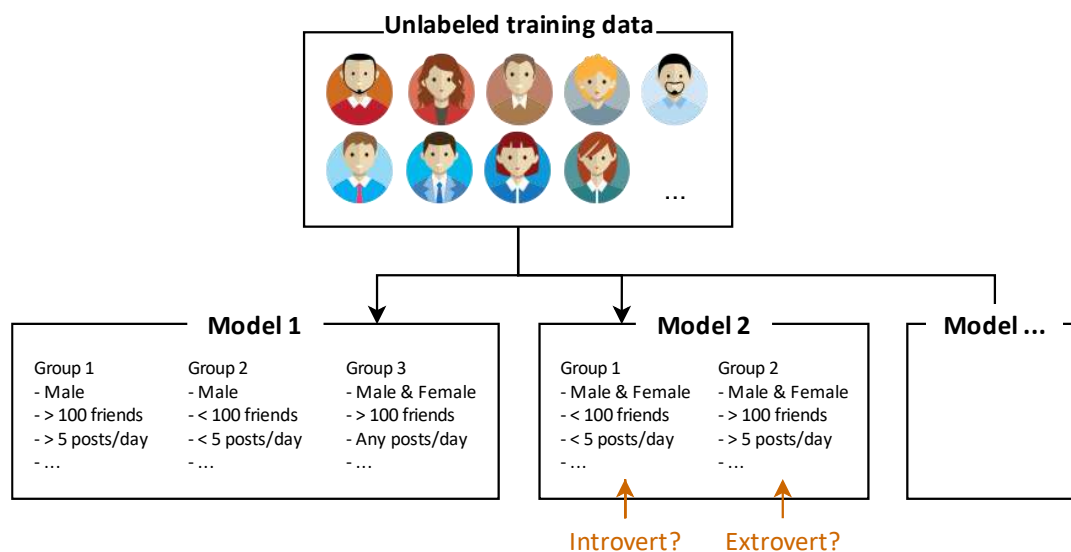 Unlabeled training data
...
Model 1
Group 1
- Male
- > 100 friends
- > 5 posts/day
- ...
Group 2
- Male
- < 100 friends
- < 5 posts/day
- ...
Group 3
- Male & Female
- > 100 friends
- Any posts/day
- ...
Model 2
Group 1
- Male & Female
- < 100 friends
- < 5 posts/day
- ...
Group 2
- Male & Female
- > 100 friends
- > 5 posts/day
- ...
Model ...
Introvert?
Extrovert?